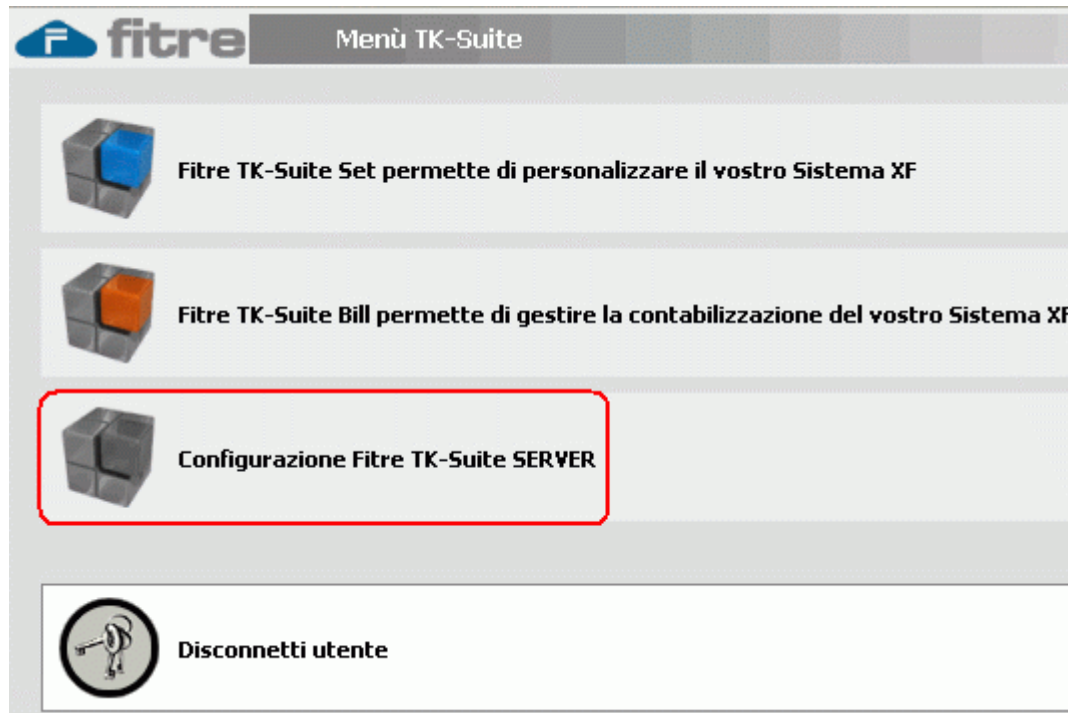 fitre Menù TK-Suite
Fitre TK-Suite Set permette di personalizzare il vostro Sistema XF
Fitre TK-Suite Bill permette di gestire la contabilizzazione del vostro Sistema XF
Configurazione Fitre TK-Suite SERVER
Disconnetti utente